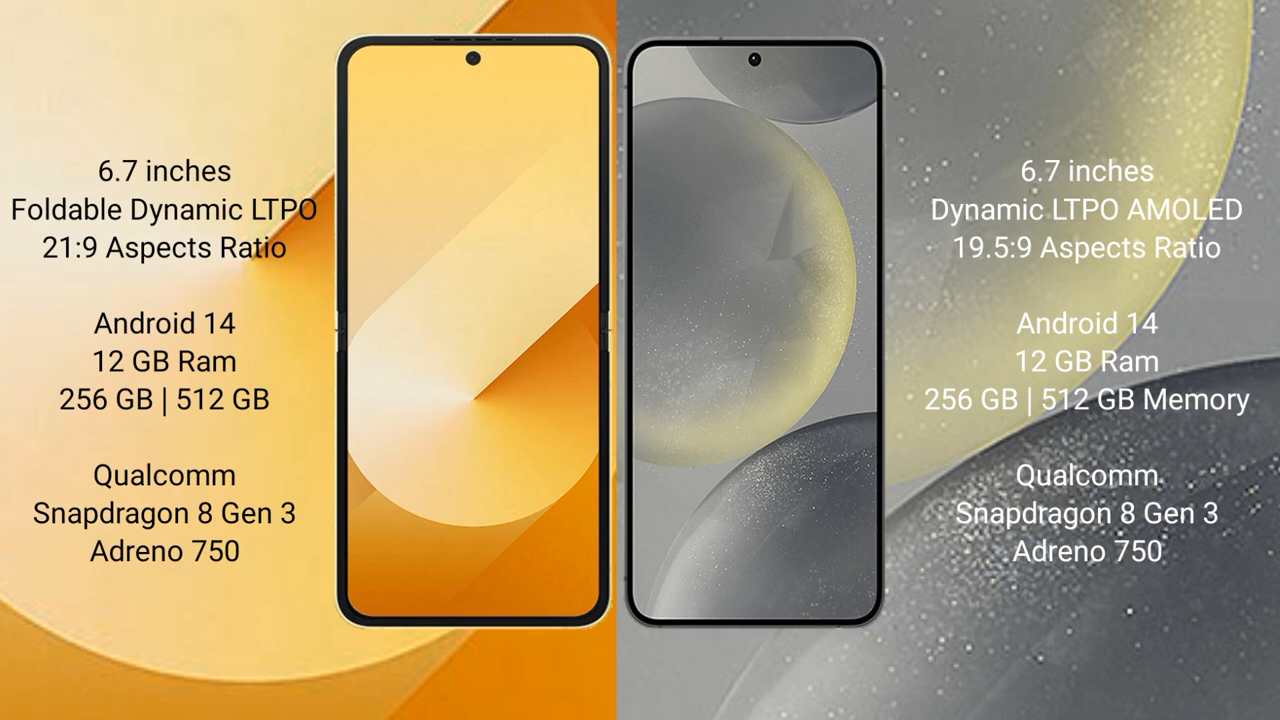 6.7 inches
Foldable Dynamic LTPO
21:9 Aspects Ratio
Android 14
12 GB Ram
256 GB | 512 GB
Qualcomm
Snapdragon 8 Gen 3
Adreno 750
6.7 inches
Dynamic LTPO AMOLED
19.5:9 Aspects Ratio
Android 14
12 GB Ram
256 GB | 512 GB Memory
Qualcomm
Snapdragon 8 Gen 3
Adreno 750